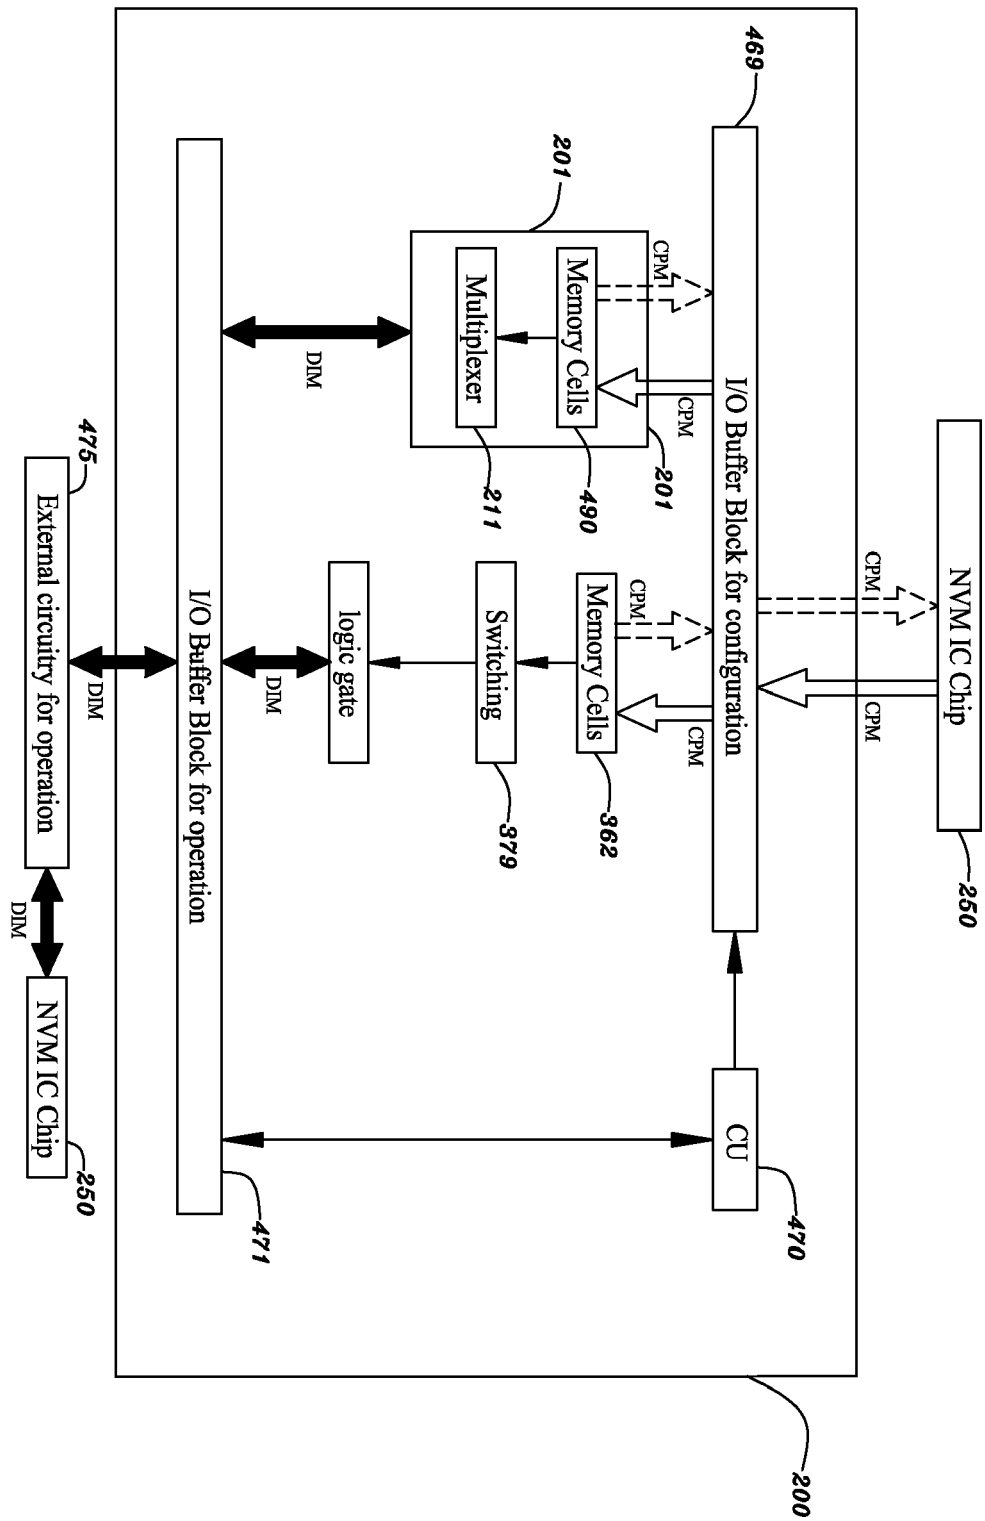 NVM IC Chip
250
CPM
CPM
469
I/O Buffer Block for configuration
CU
470
CPM
CPM
CPM
CPM
201
201
Memory Cells
490
Memory Cells
362
Multiplexer
211
Switching
379
logic gate
DIM
DIM
I/O Buffer Block for operation
471
200
DIM
475
External circuitry for operation
DIM
NVM IC Chip
250